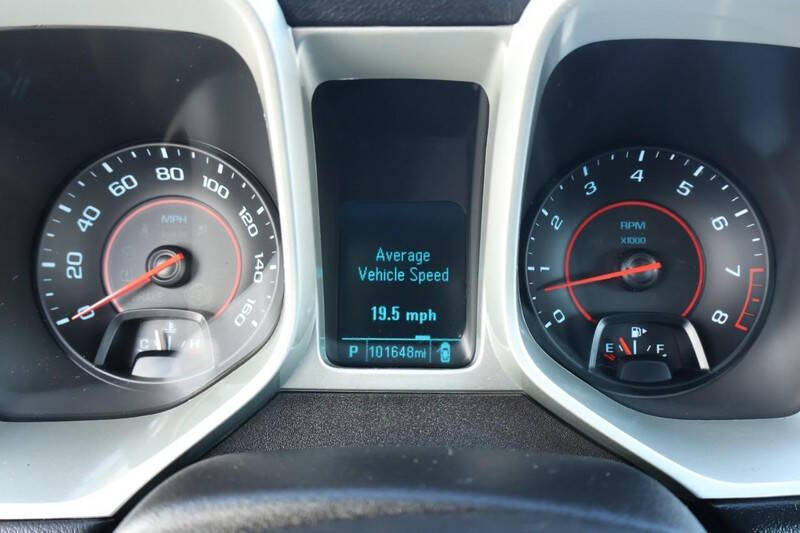 0 20 40 60 80 100 120 140 160
MPH
C H
Average
Vehicle Speed
19.5 mph
P 101648mi
0 1 2 3 4 5 6 7 8
RPM
X1000
E F